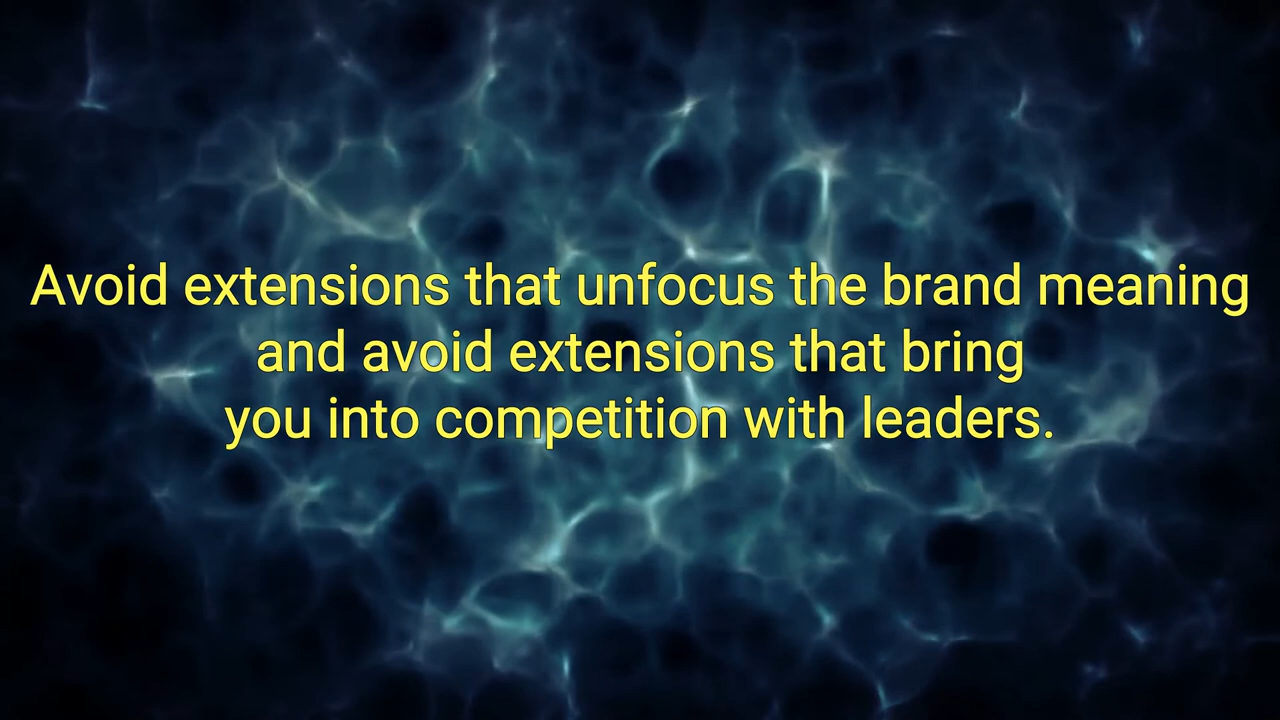 Avoid extensions that unfocus the brand meaning
and avoid extensions that bring
you into competition with leaders.